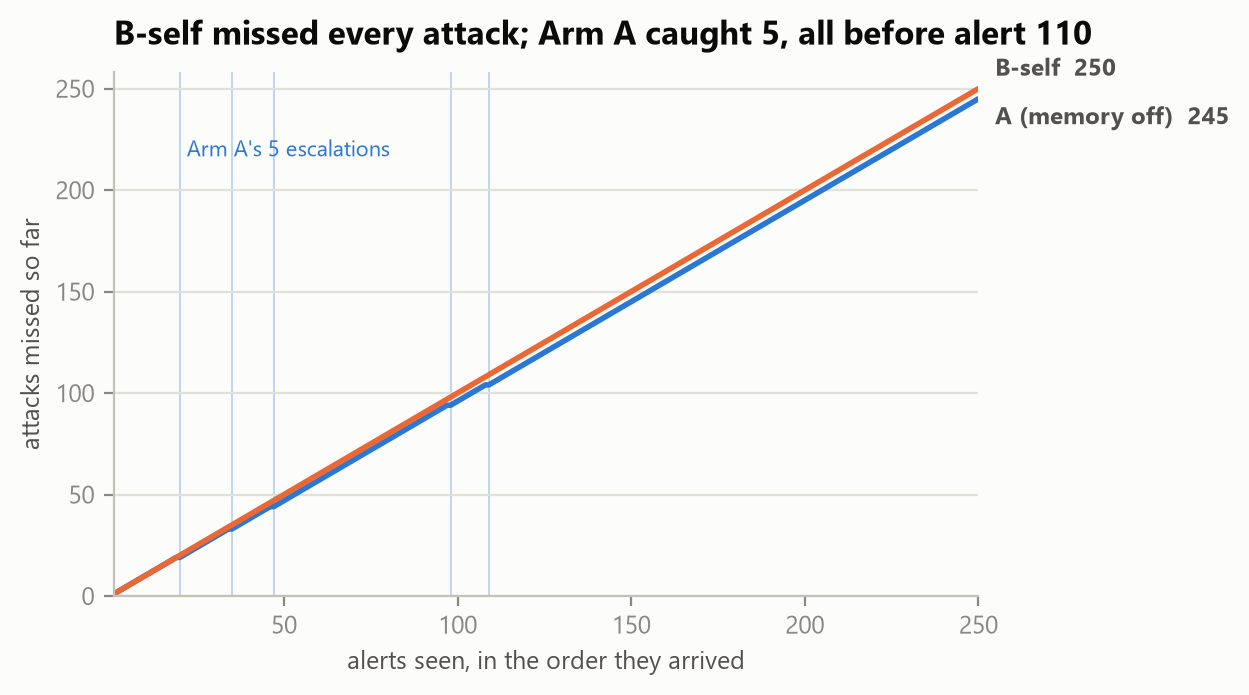 B-self missed every attack; Arm A caught 5, all before alert 110
B-self 250
A (memory off) 245
Arm A's 5 escalations
attacks missed so far
250
200
150
100
50
0
50
100
150
200
250
alerts seen, in the order they arrived